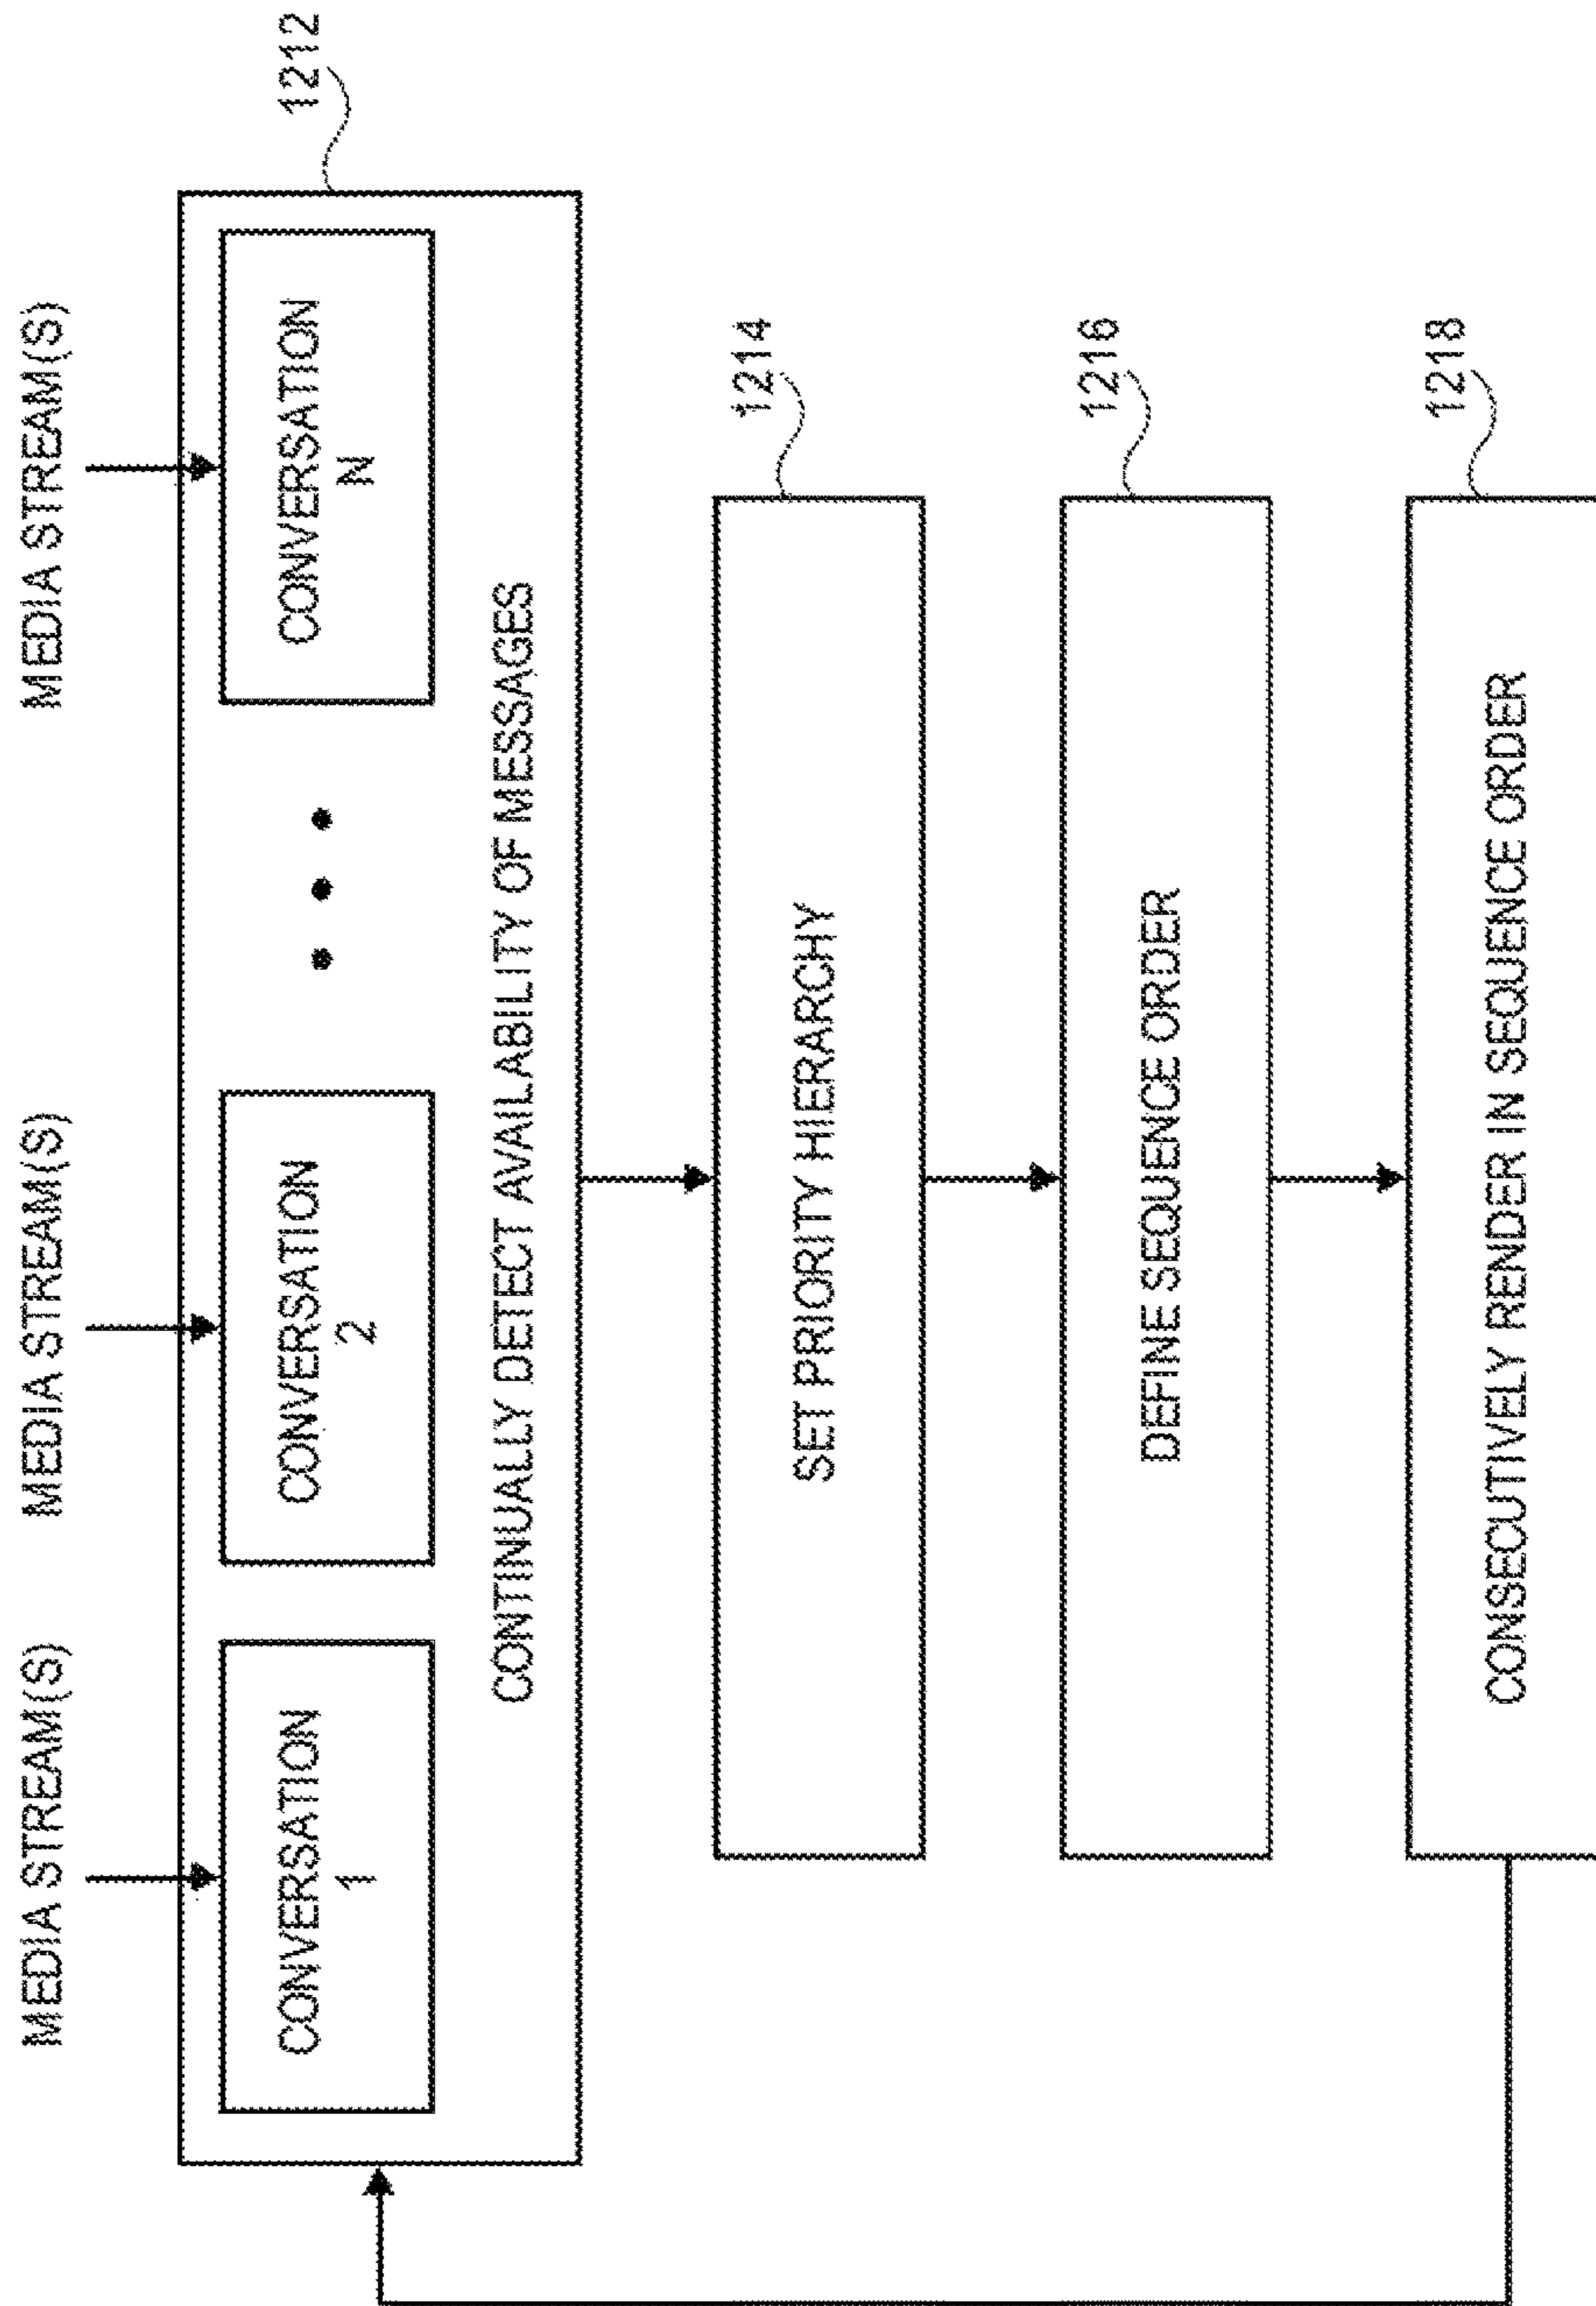 MEDIA STREAM(S)
MEDIA STREAM(S)
MEDIA STREAM(S)
1212
CONVERSATION
1
CONVERSATION
2
CONVERSATION
N
CONTINUALLY DETECT AVAILABILITY OF MESSAGES
1214
SET PRIORITY HIERARCHY
1216
DEFINE SEQUENCE ORDER
1218
CONSECUTIVELY RENDER IN SEQUENCE ORDER